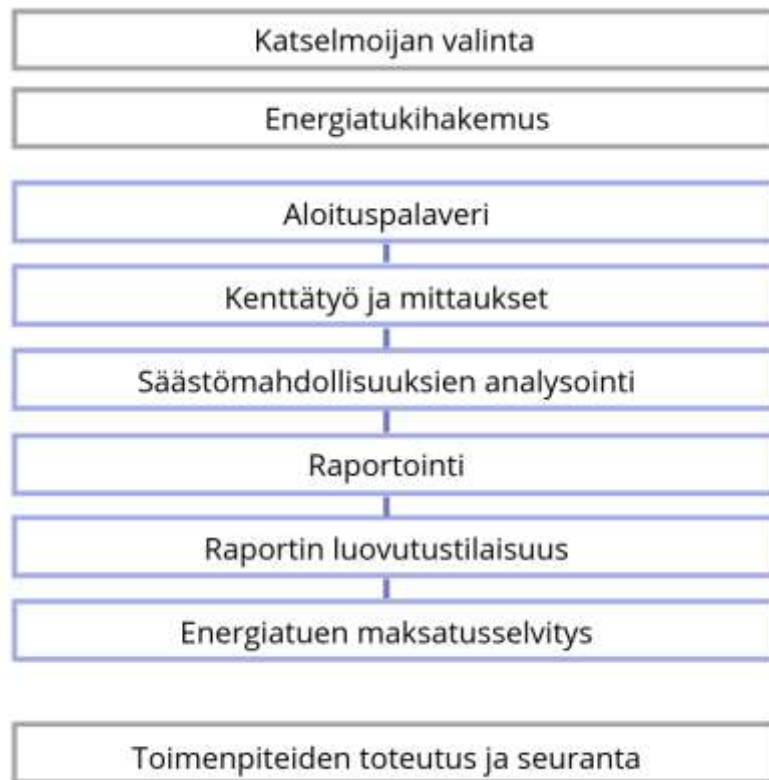 Katselmoijan valinta
Energiatukihakemus
Aloituspalaveri
Kenttätyö ja mittaukset
Säästömahdollisuuksien analysointi
Raportointi
Raportin luovutustilaisuus
Energiatuen maksatusselvitys
Toimenpiteiden toteutus ja seuranta